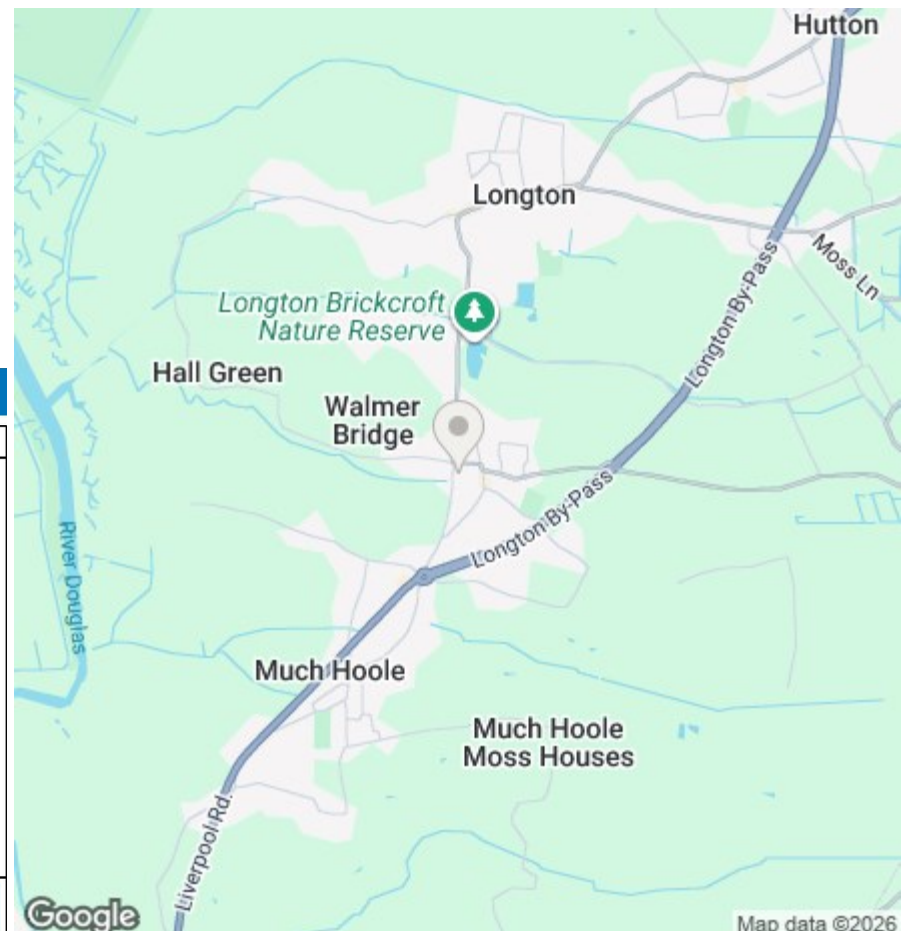 Hutton
Longton
Moss Ln
Longton By-Pass
Longton Brickcroft
Nature Reserve
Hall Green
Walmer
Bridge
Longton By-Pass
River Douglas
Much Hoole
Much Hoole
Moss Houses
Liverpool Rd
Google
Map data ©2026